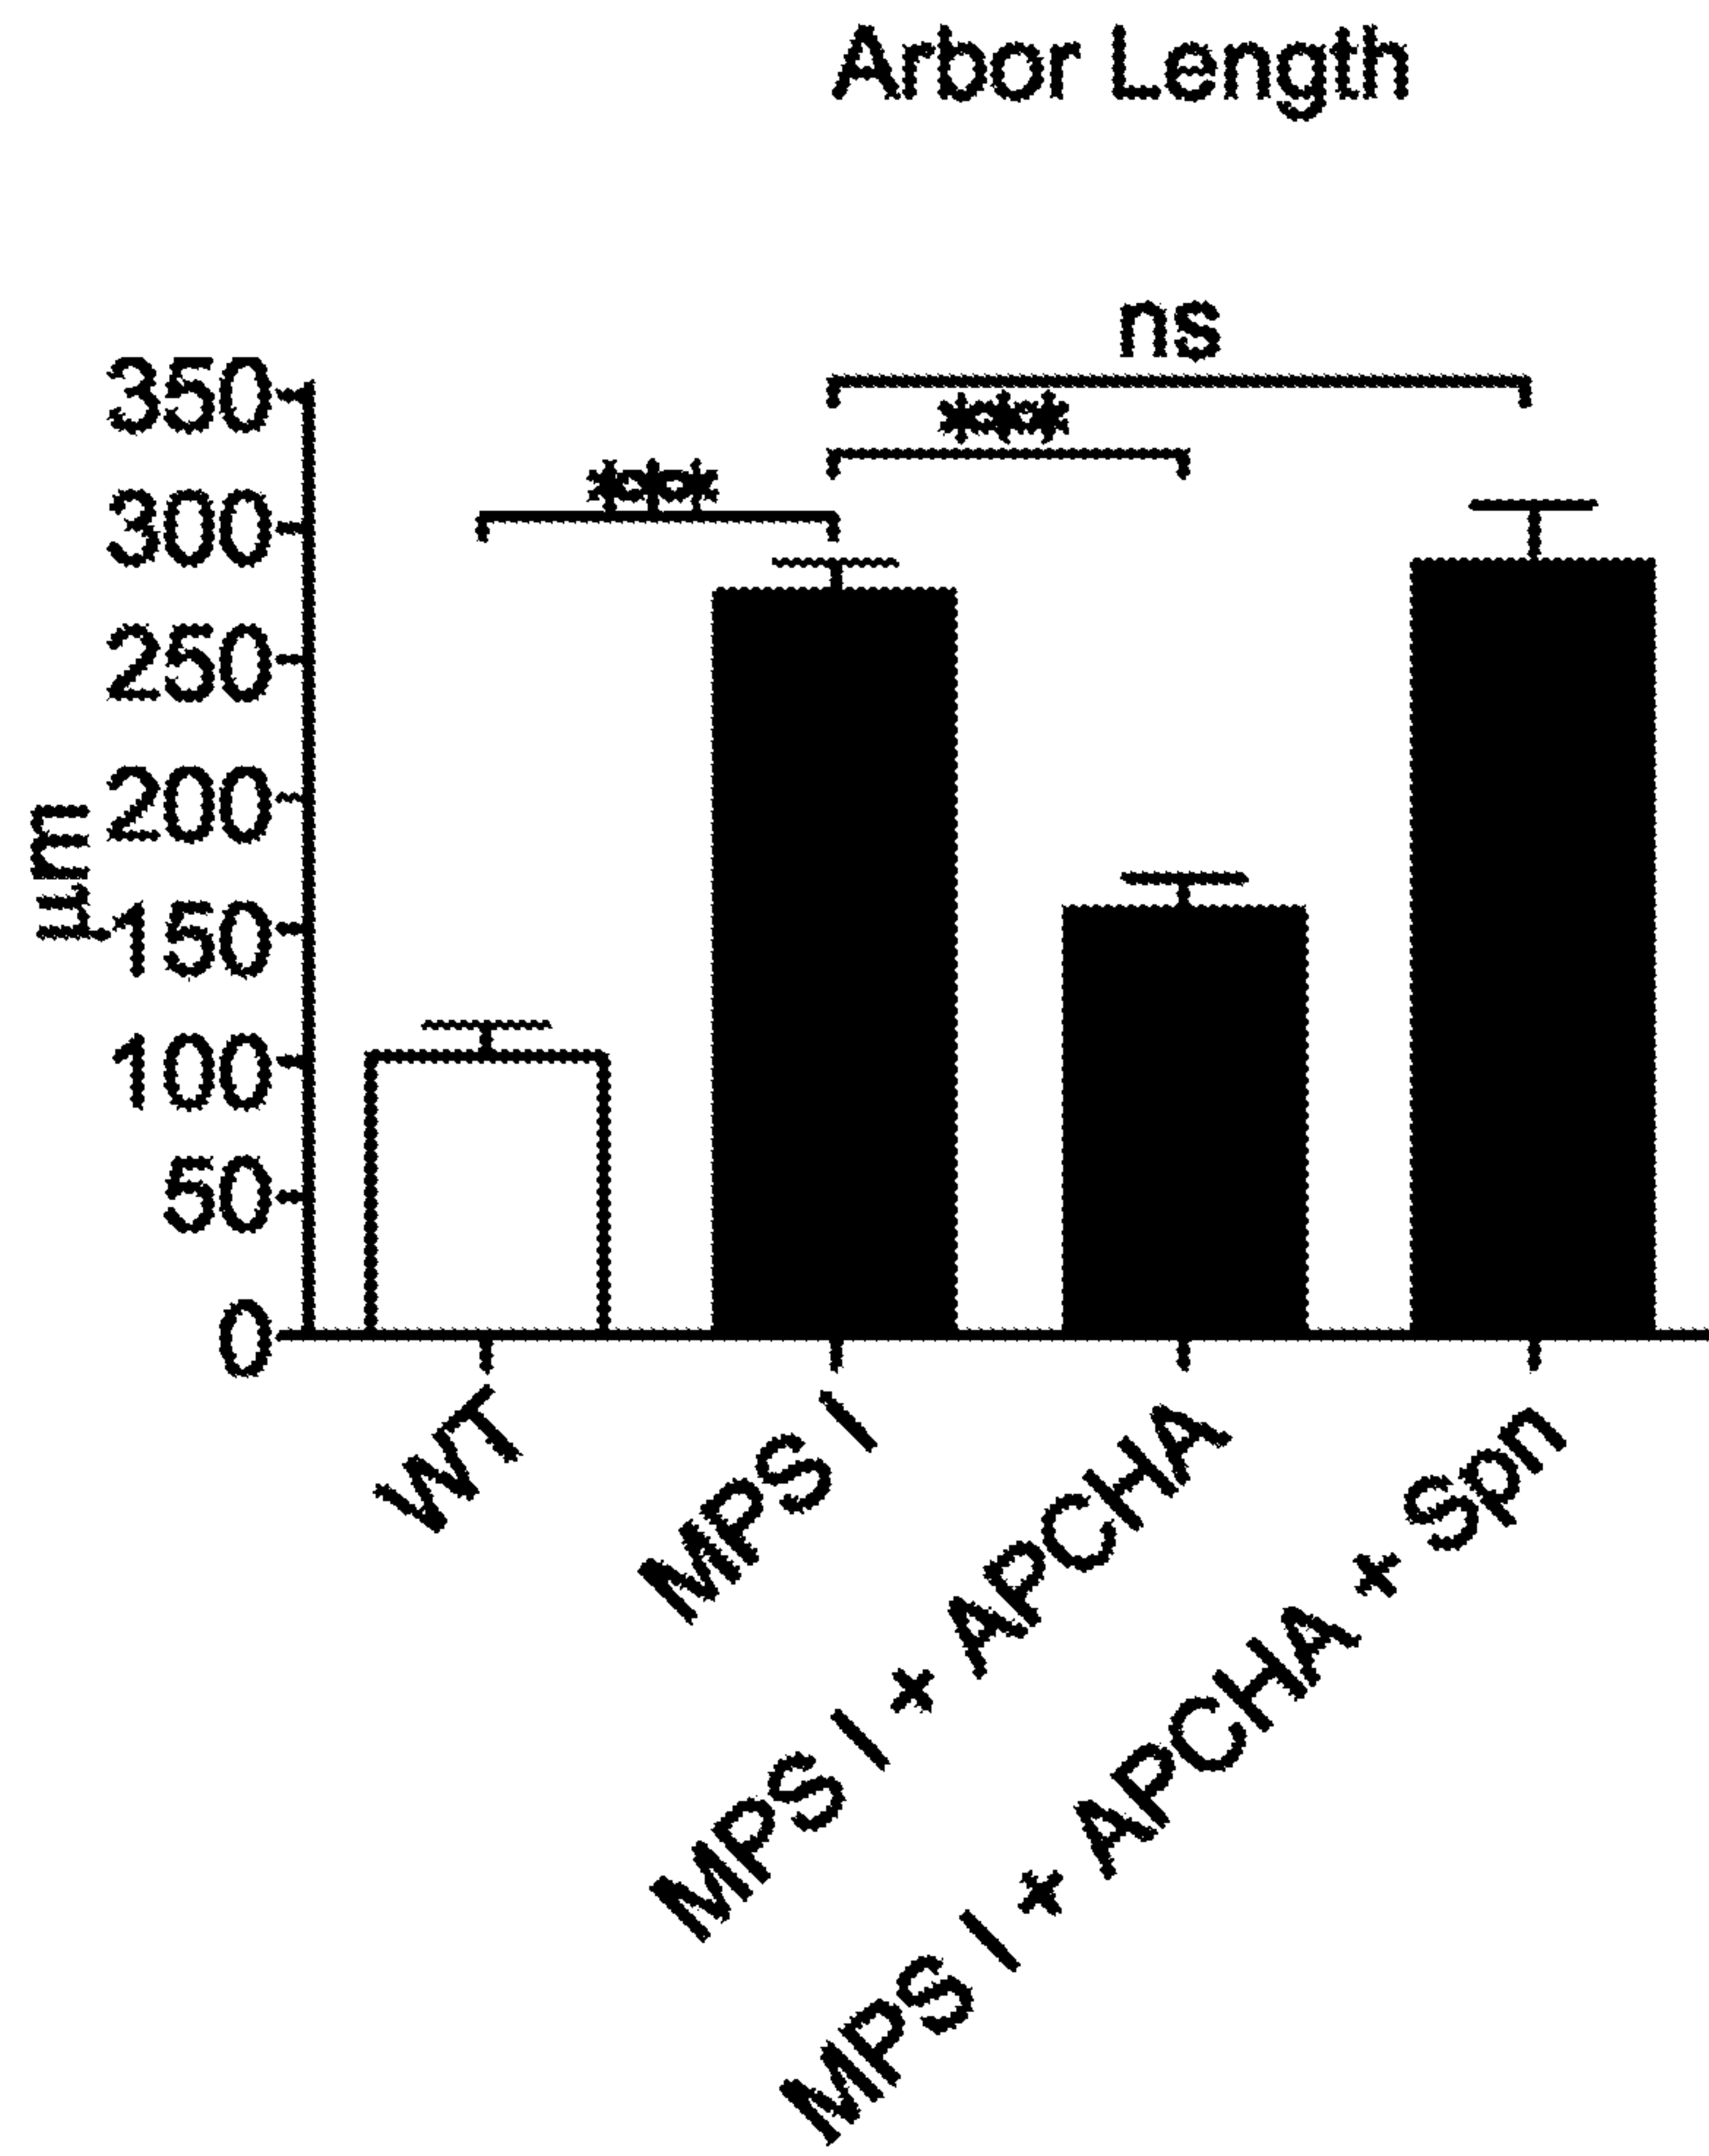 Arbor Length
ns
***
***
350
300
250
200
150
100
50
0
µm
WT
MPS I
MPS I + APCHA
MPS I + APCHA + Spn